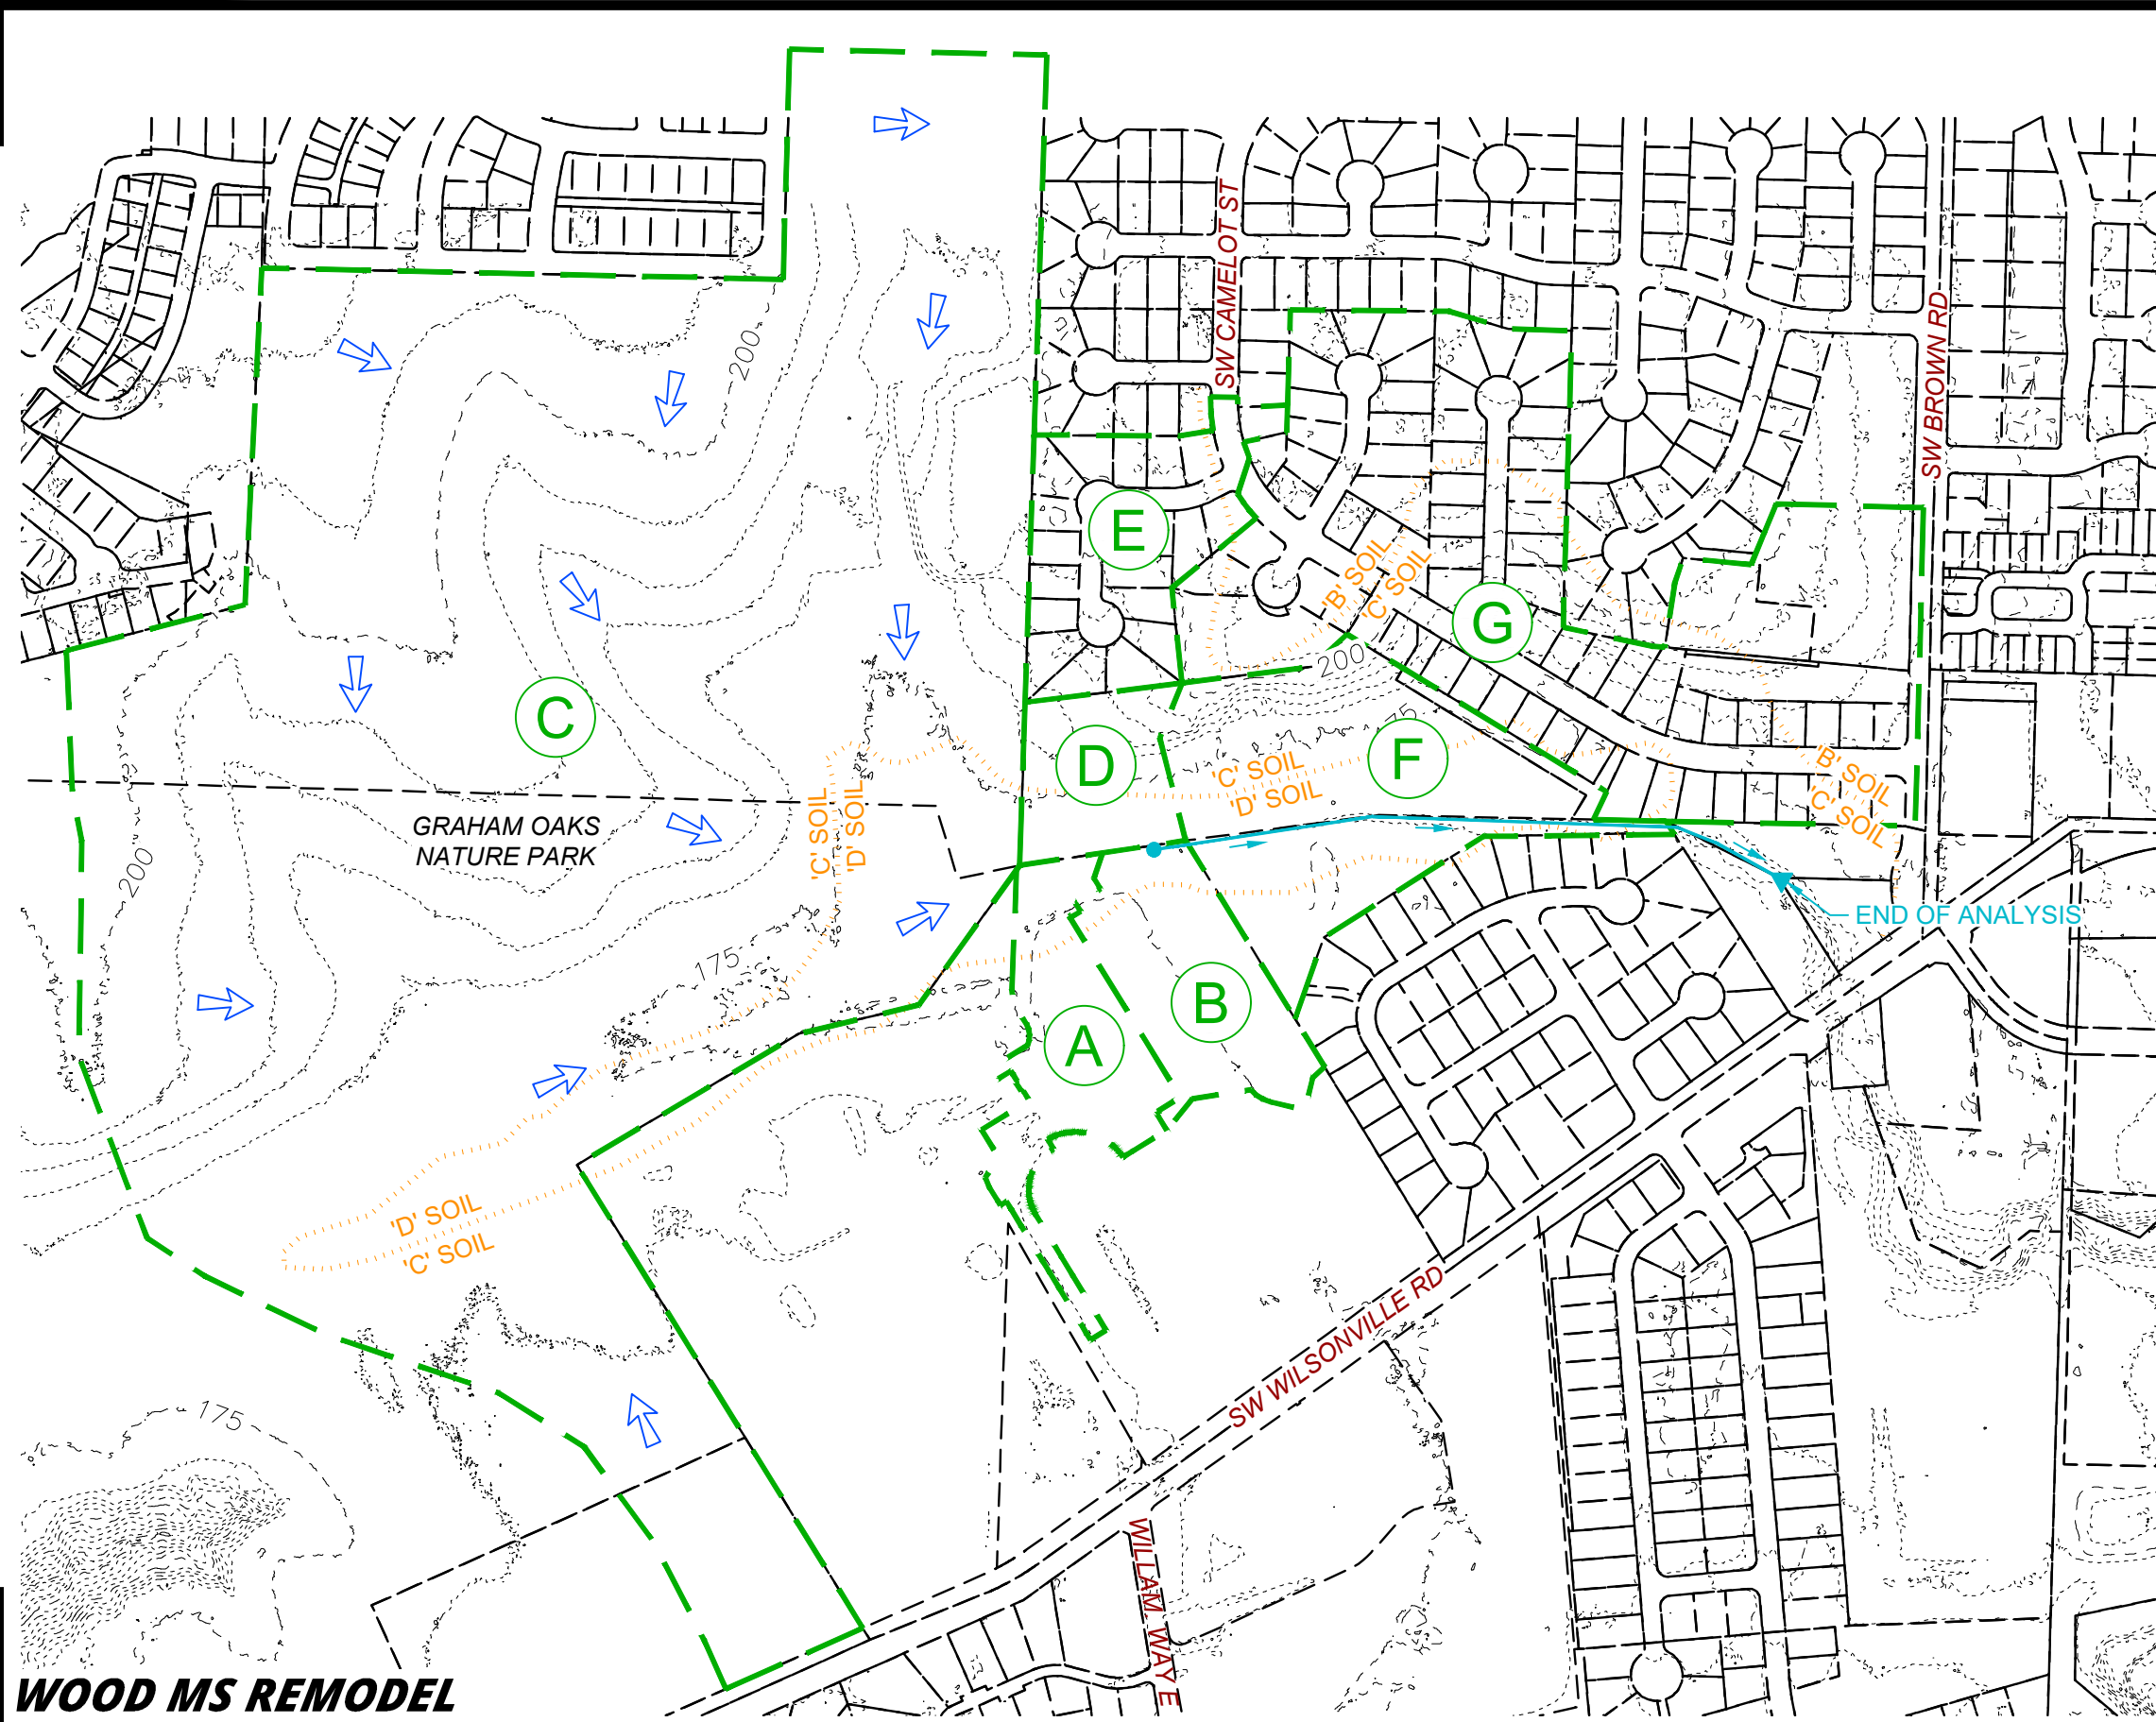 SW CAMELOT ST
SW BROWN RD
200
E
'B' SOIL
'C' SOIL
G
200
C
D
F
'C' SOIL
'D' SOIL
'B' SOIL
'C' SOIL
GRAHAM OAKS
NATURE PARK
'C' SOIL
'D' SOIL
200
END OF ANALYSIS
175
B
A
'D' SOIL
'C' SOIL
SW WILSONVILLE RD
175
WILLAM WAY E
WOOD MS REMODEL